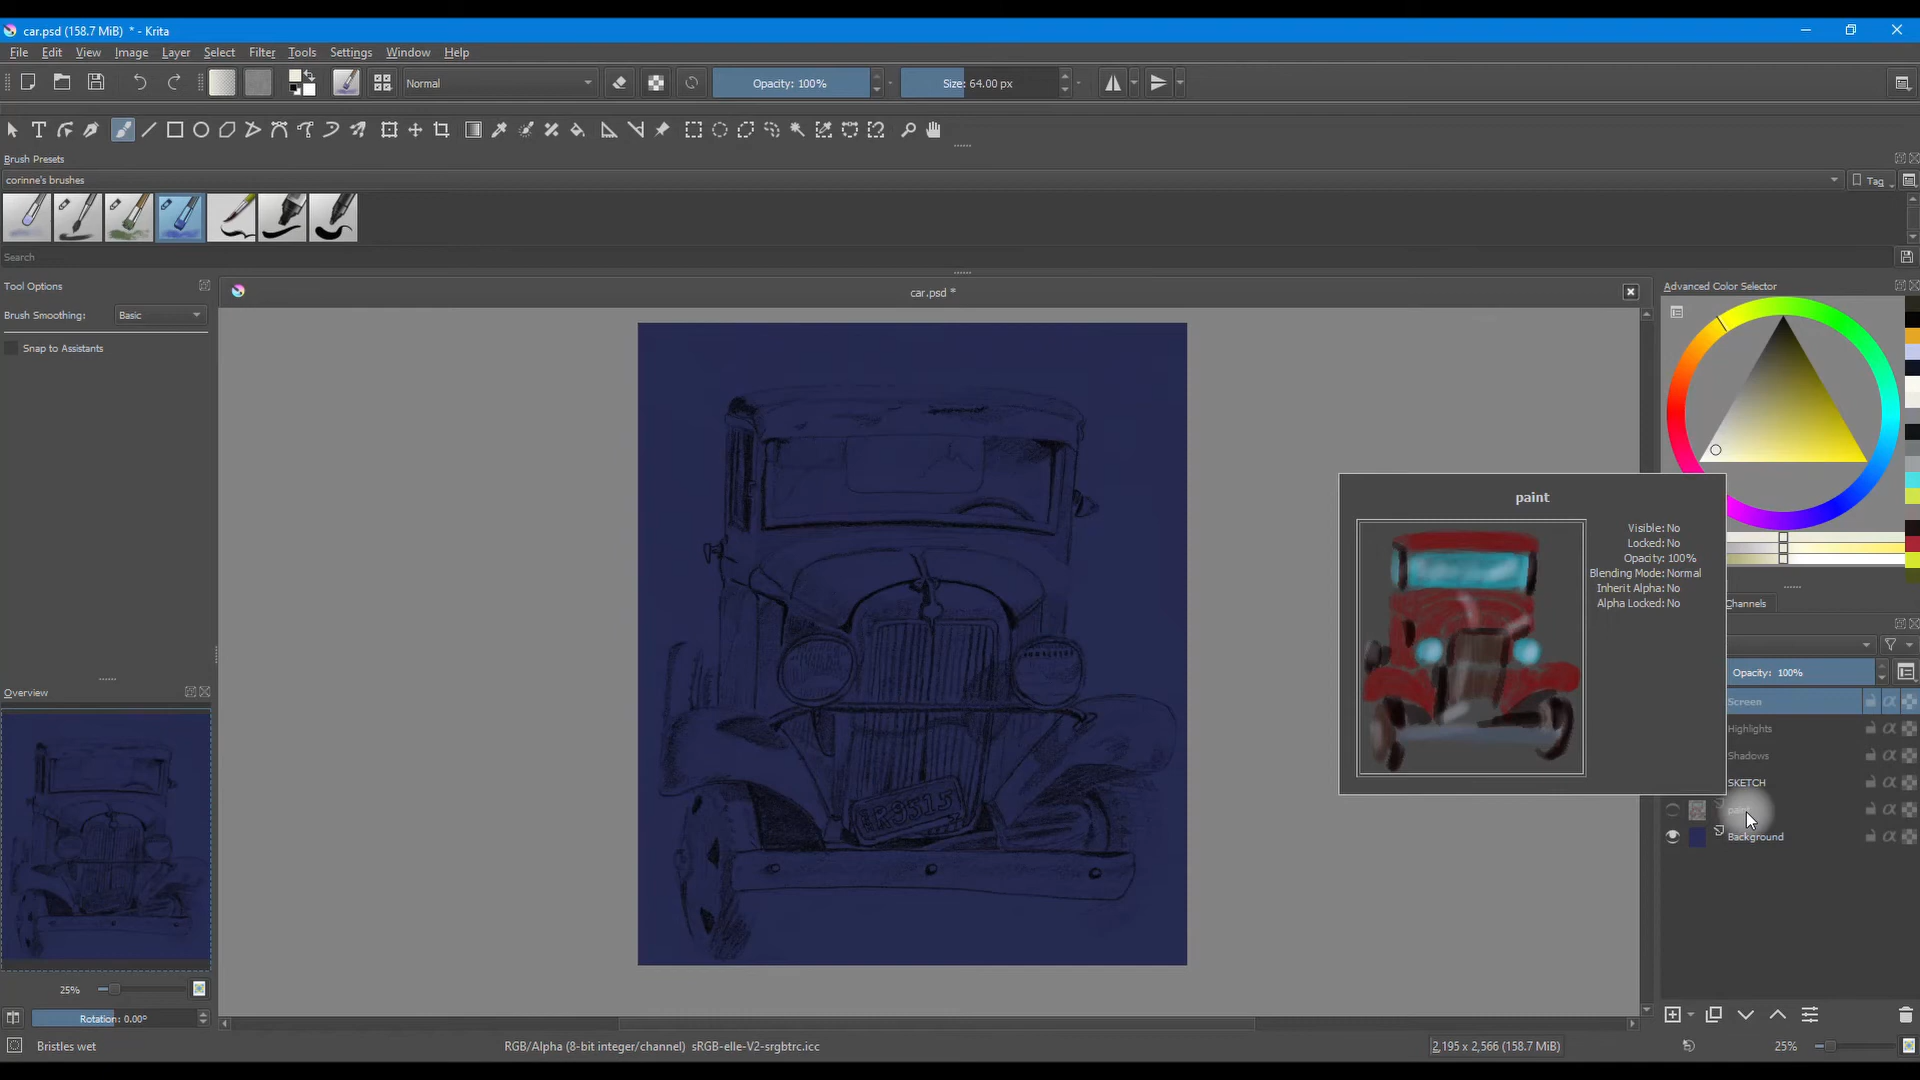 car.psd (158.7 MiB) * - Krita
File Edit View Image Layer Select Filter Tools Settings Window Help
Normal
Opacity: 100%
Size: 64.00 px
Brush Presets
corinne's brushes
Tag
Search
Tool Options
Brush Smoothing: Basic
Snap to Assistants
car.psd *
Advanced Color Selector
R9515
paint
Visible: No
Locked: No
Opacity: 100%
Blending Mode: Normal
Inherit Alpha: No
Alpha Locked: No
Channels
Opacity: 100%
Screen
Highlights
Shadows
SKETCH
paint
Background
Overview
25%
Rotation: 0.00°
Bristles wet
RGB/Alpha (8-bit integer/channel) sRGB-elle-V2-srgbtrc.icc
2,195 x 2,566 (158.7 MiB)
25%